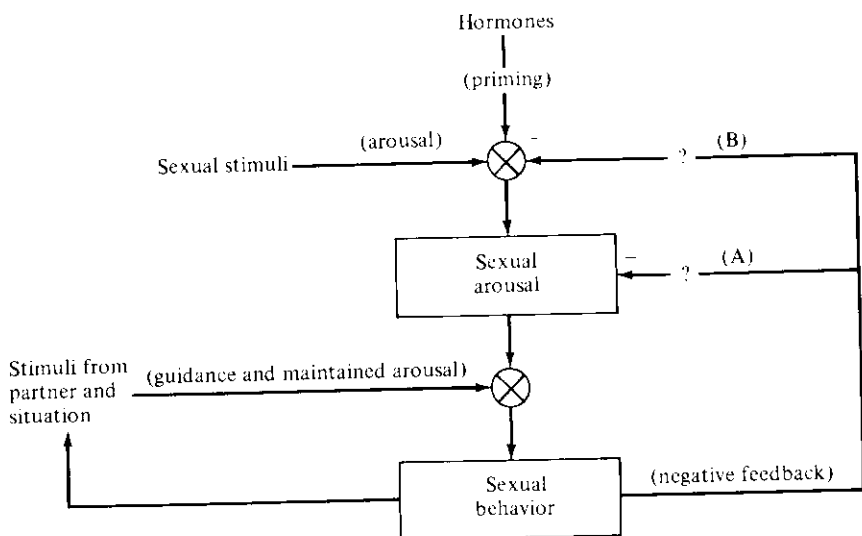 Hormones
(priming)
(arousal)
Sexual stimuli
–
?
(B)
Sexual
arousal
–
?
(A)
Stimuli from
partner and
situation
(guidance and maintained arousal)
Sexual
behavior
(negative feedback)